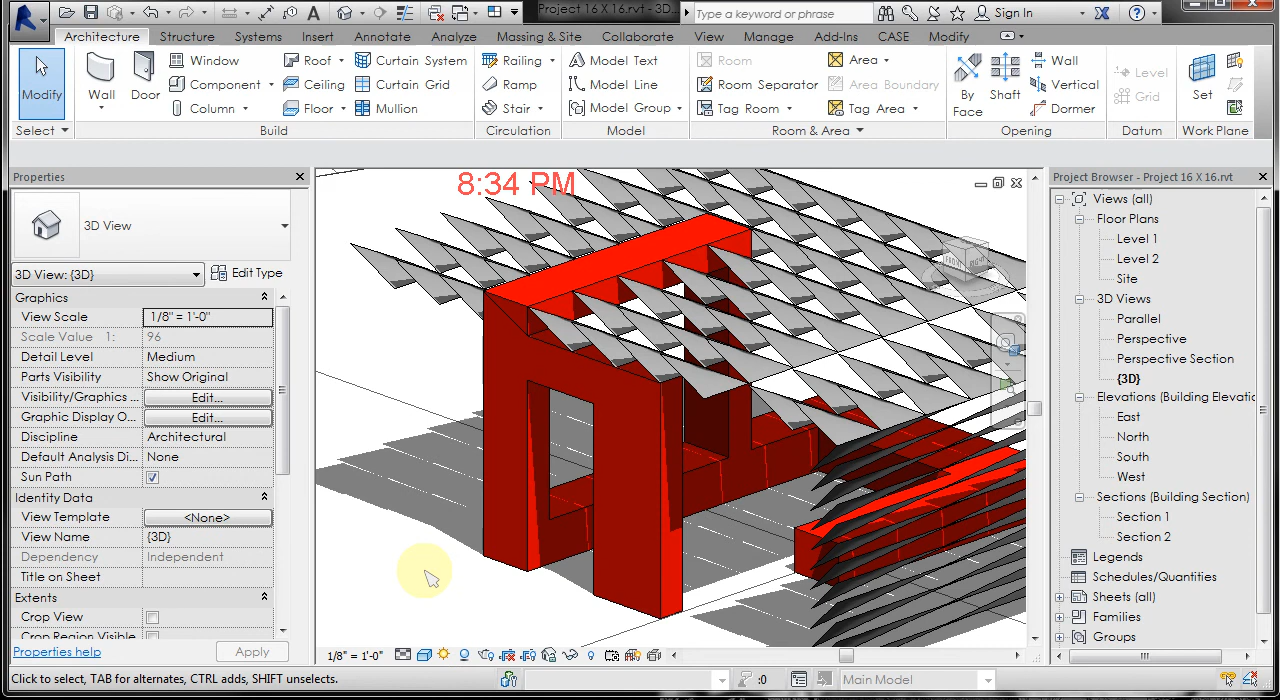 Project 16 X 16.rvt - 3D...
Type a keyword or phrase
Sign In
Architecture Structure Systems Insert Annotate Analyze Massing & Site Collaborate View Manage Add-Ins CASE Modify
Modify
Wall
Door
Window
Component
Column
Roof
Ceiling
Floor
Curtain System
Curtain Grid
Mullion
Railing
Ramp
Stair
Model Text
Model Line
Model Group
Room
Room Separator
Tag Room
Area
Area Boundary
Tag Area
By Face
Shaft
Wall
Vertical
Dormer
Level
Grid
Set
Select Build Circulation Model Room & Area Opening Datum Work Plane
Properties
3D View
3D View: {3D} Edit Type
Graphics
View Scale 1/8" = 1'-0"
Scale Value 1: 96
Detail Level Medium
Parts Visibility Show Original
Visibility/Graphics ... Edit...
Graphic Display O... Edit...
Discipline Architectural
Default Analysis Di... None
Sun Path
Identity Data
View Template <None>
View Name {3D}
Dependency Independent
Title on Sheet
Extents
Crop View
Crop Region Visible
Properties help Apply
8:34 PM
FRONT RIGHT
1/8" = 1'-0"
Project Browser - Project 16 X 16.rvt
Views (all)
Floor Plans
Level 1
Level 2
Site
3D Views
Parallel
Perspective
Perspective Section
{3D}
Elevations (Building Elevatic
East
North
South
West
Sections (Building Section)
Section 1
Section 2
Legends
Schedules/Quantities
Sheets (all)
Families
Groups
Click to select, TAB for alternates, CTRL adds, SHIFT unselects.
:0
Main Model